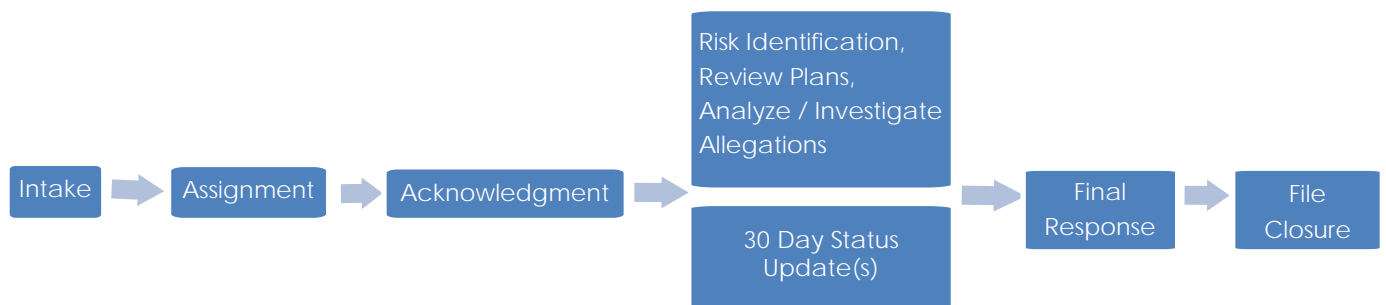 Intake
Assignment
Acknowledgment
Risk Identification,
Review Plans,
Analyze / Investigate
Allegations
30 Day Status
Update(s)
Final
Response
File
Closure